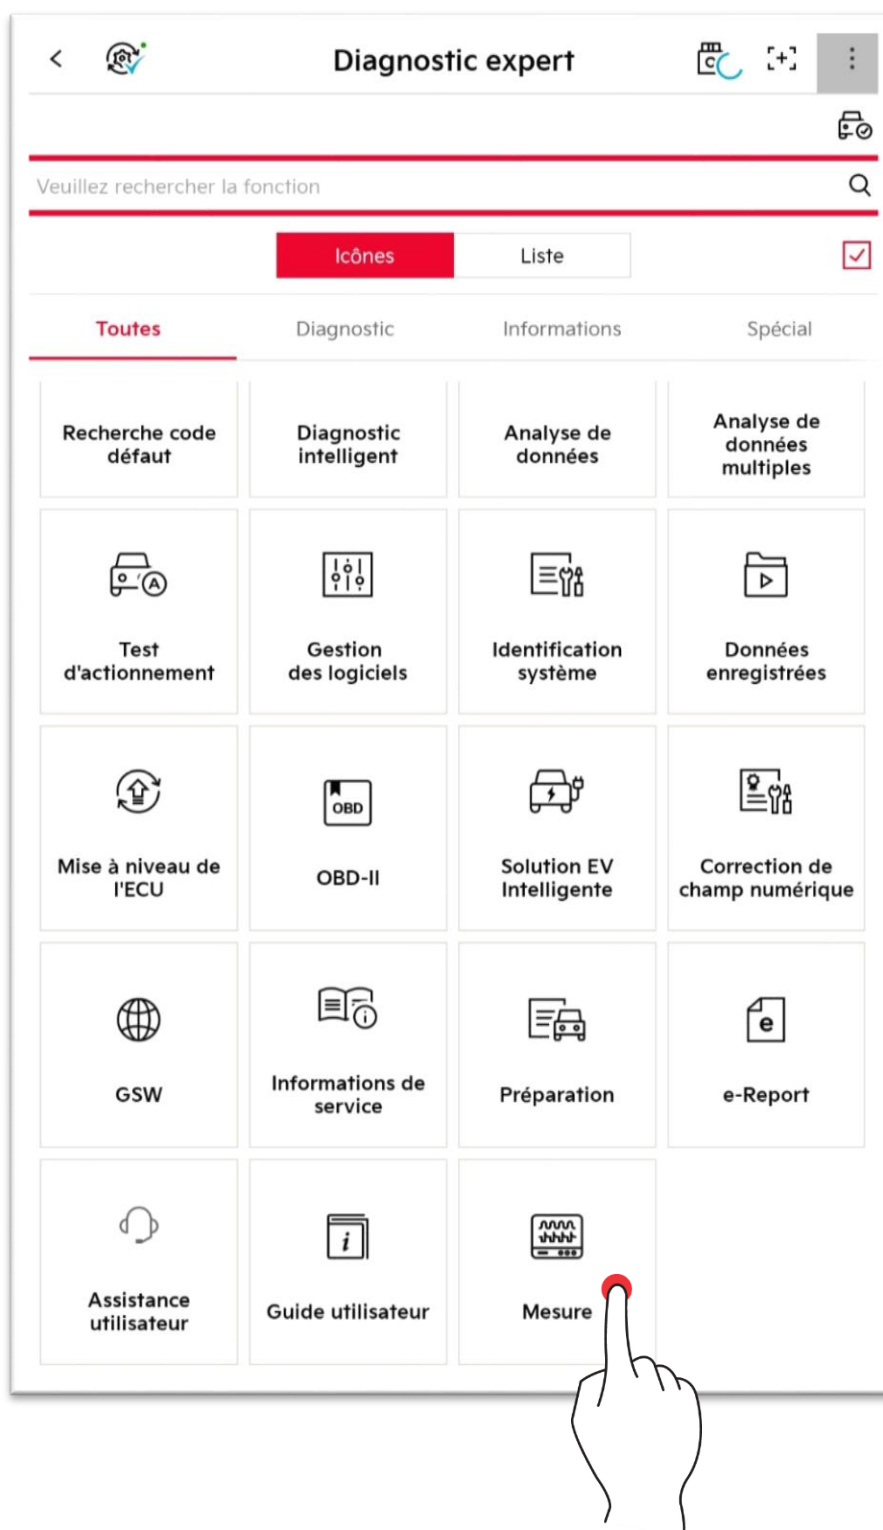 Diagnostic expert
Veuillez rechercher la fonction
Icônes
Liste
Toutes
Diagnostic
Informations
Spécial
Recherche code
défaut
Diagnostic
intelligent
Analyse de
données
Analyse de
données
multiples
A
Test
d'actionnement
Gestion
des logiciels
Identification
système
Données
enregistrées
Mise à niveau de
l'ECU
OBD
OBD-II
Solution EV
Intelligente
Correction de
champ numérique
GSW
i
Informations de
service
Préparation
e
e-Report
Assistance
utilisateur
i
Guide utilisateur
Mesure